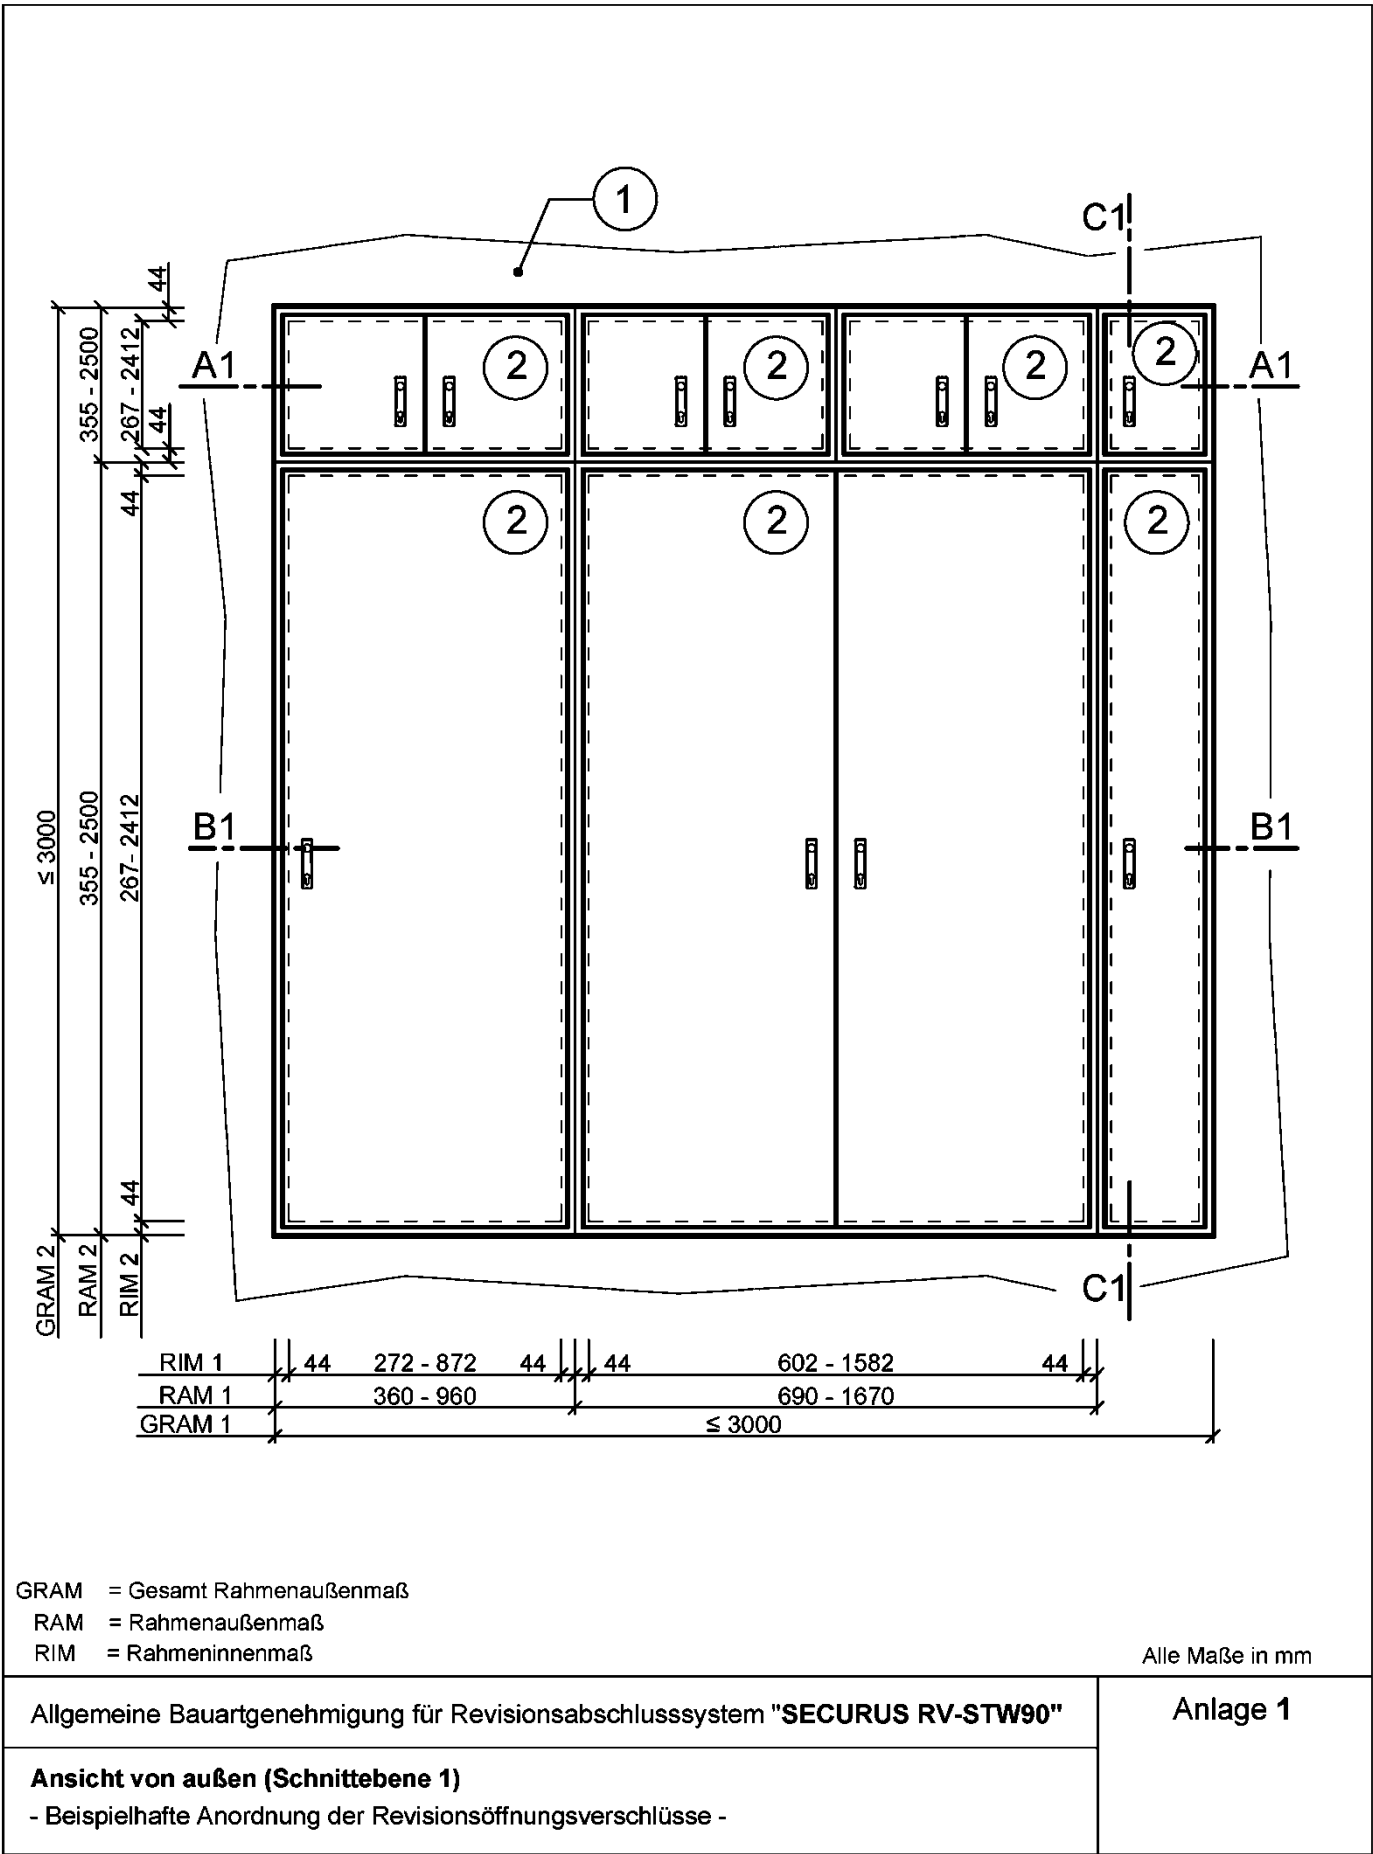 1
C1
44
355 - 2500
267 - 2412
44
A1
2
2
2
2
A1
44
2
2
2
≤ 3000
355 - 2500
267- 2412
B1
B1
44
GRAM 2
RAM 2
RIM 2
C1
RIM 1 44 272 - 872 44 44 602 - 1582 44
RAM 1 360 - 960 690 - 1670
GRAM 1 ≤ 3000
GRAM = Gesamt Rahmenaußenmaß
RAM = Rahmenaußenmaß
RIM = Rahmeninnenmaß
Alle Maße in mm
Allgemeine Bauartgenehmigung für Revisionsabschlusssystem "SECURUS RV-STW90"
Anlage 1
Ansicht von außen (Schnittebene 1)
- Beispielhafte Anordnung der Revisionsöffnungsverschlüsse -